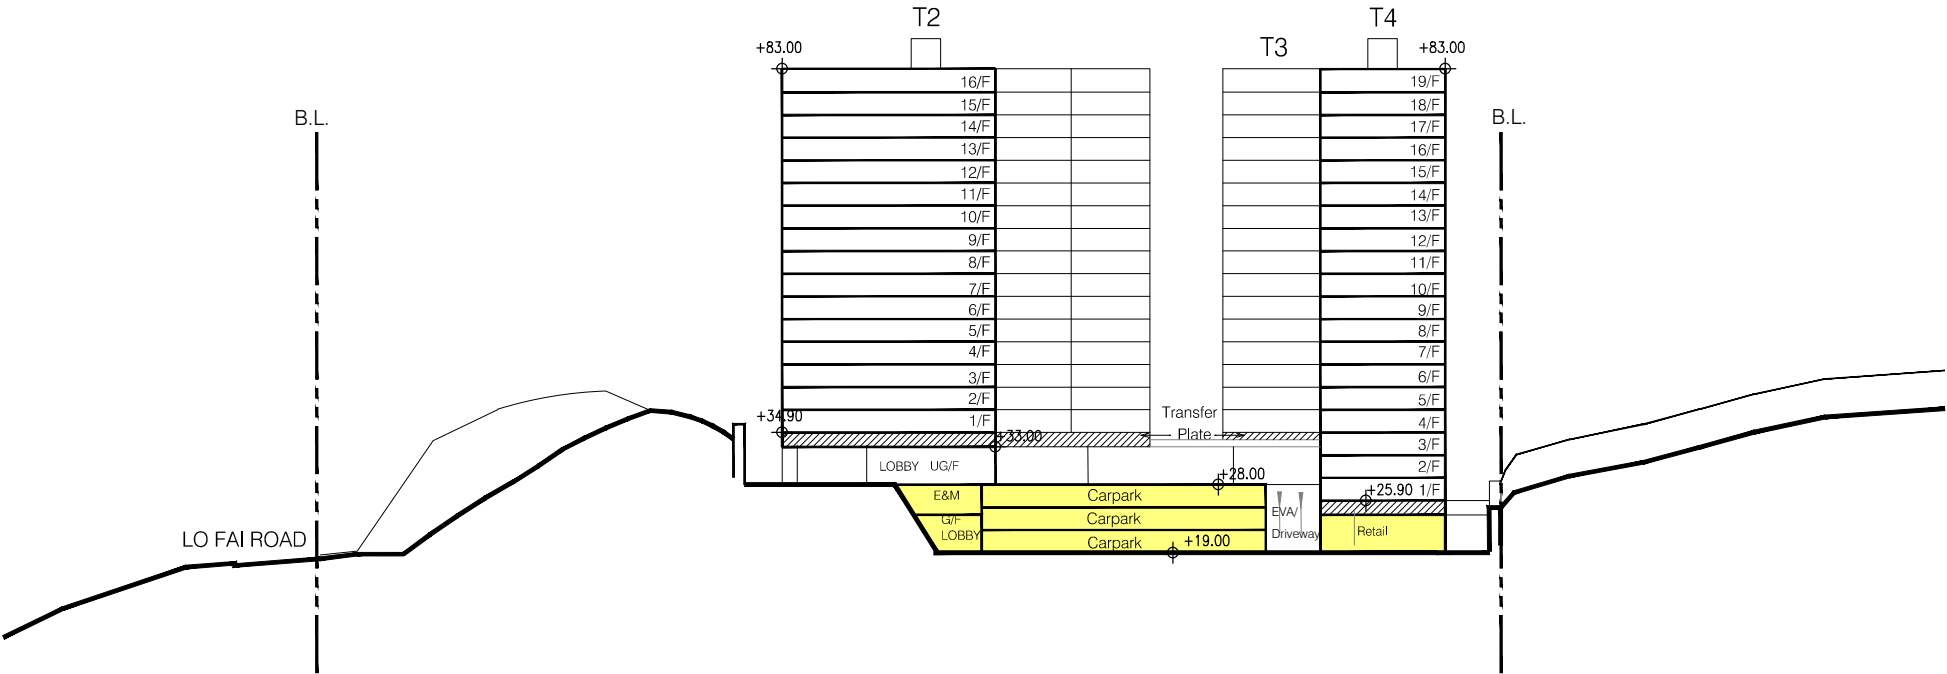 T2
T4
T3
+83.00
+83.00
B.L.
B.L.
16/F
15/F
14/F
13/F
12/F
11/F
10/F
9/F
8/F
7/F
6/F
5/F
4/F
3/F
2/F
1/F
19/F
18/F
17/F
16/F
15/F
14/F
13/F
12/F
11/F
10/F
9/F
8/F
7/F
6/F
5/F
4/F
3/F
2/F
1/F
+34.90
+33.00
Transfer
Plate
LOBBY UG/F
+28.00
+25.90
E&M
Carpark
G/F
LOBBY
Carpark
Carpark
+19.00
EVA/
Driveway
Retail
LO FAI ROAD